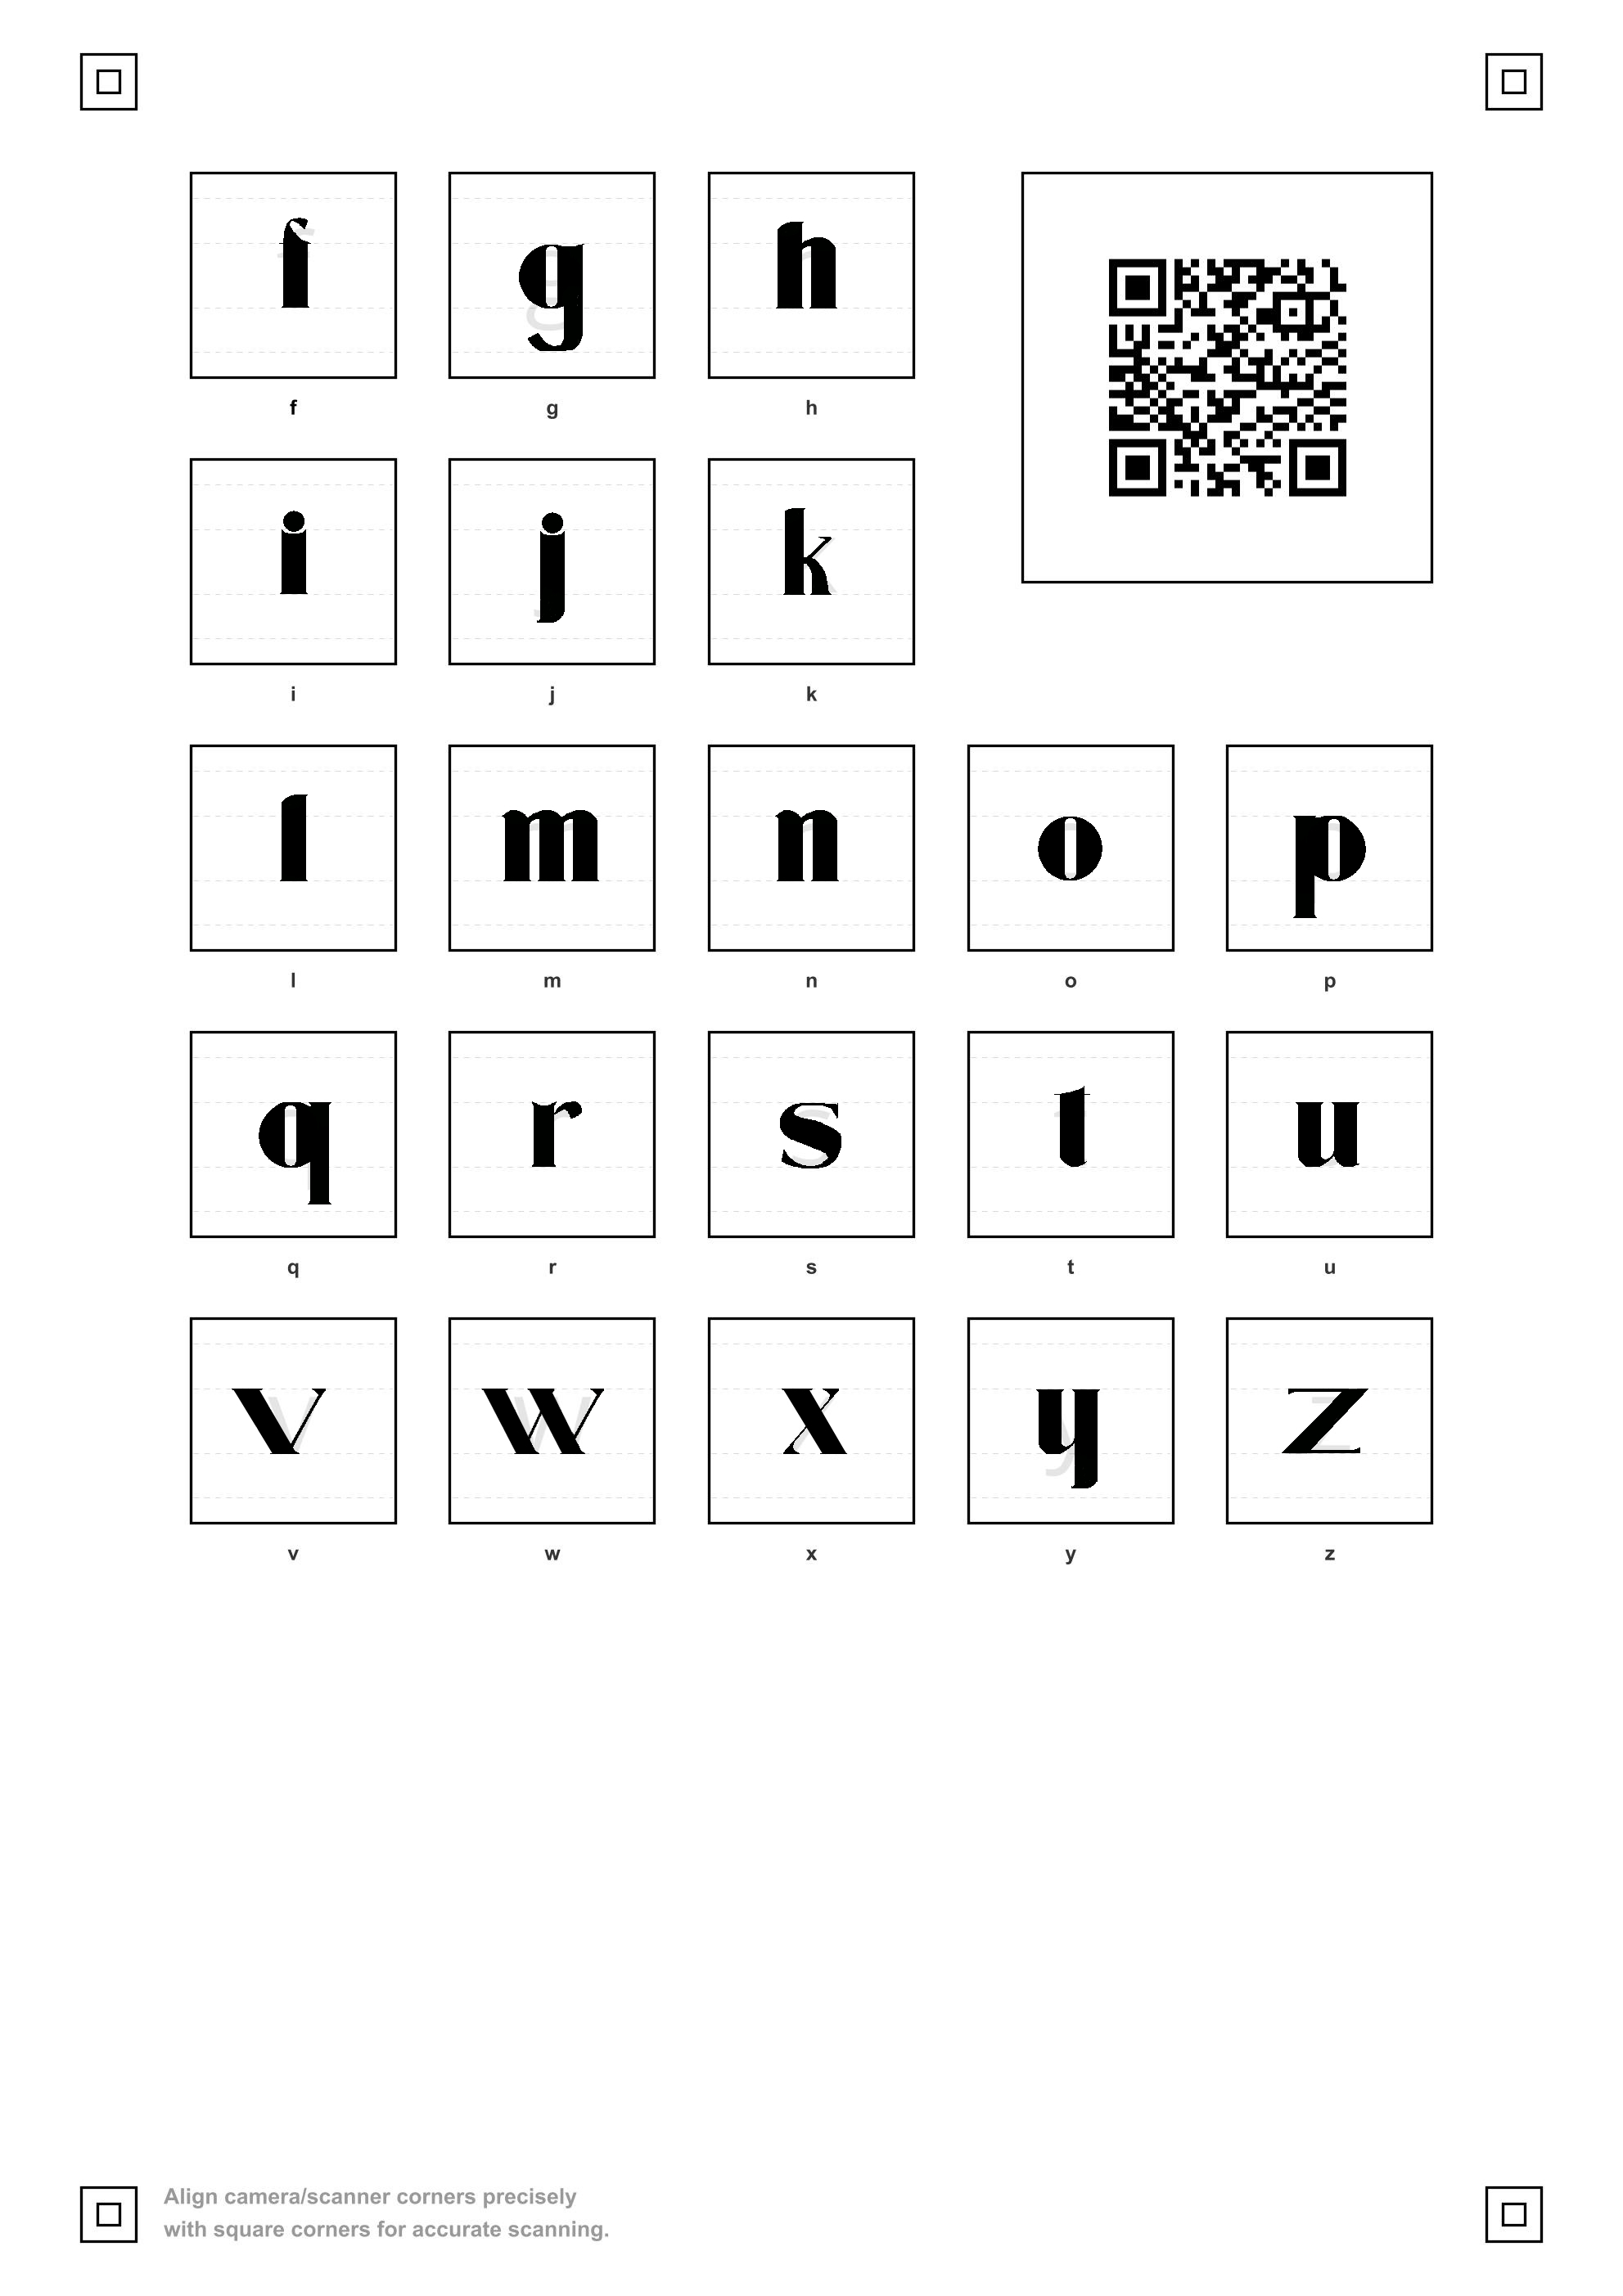 f g h
f g h
i j k
i j k
l m n o p
l m n o p
q r s t u
q r s t u
v w x y z
v w x y z
Align camera/scanner corners precisely
with square corners for accurate scanning.